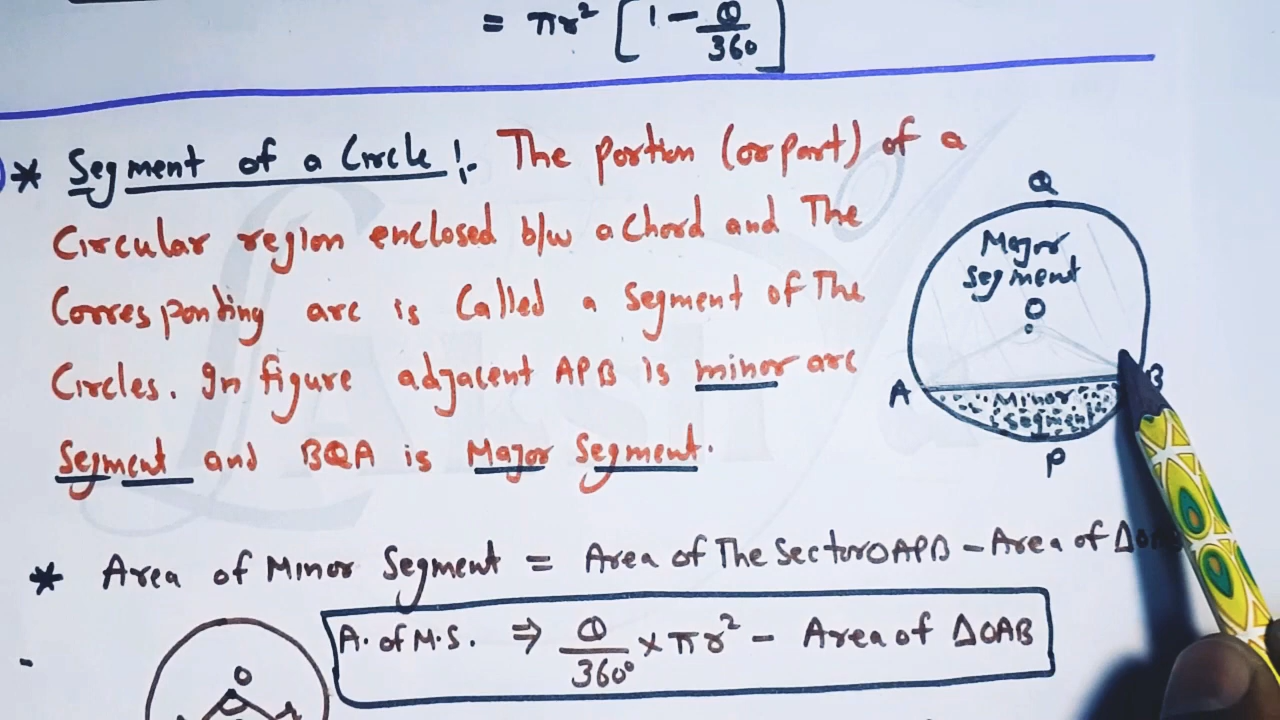 = πr² [1 - θ/360]
* Segment of a Circle :- The portion (or part) of a
Circular region enclosed b/w a Chord and The
Corresponding arc is Called a segment of The
Circles. In figure adjacent APB is minor arc
segment and BQA is Major segment.
Q
Major
segment
O
A
B
Minor
segment
P
* Area of Minor Segment = Area of The Sector OAPB - Area of Δ
A. of M.S. ⇒ θ/360° × πr² - Area of ΔOAB
O